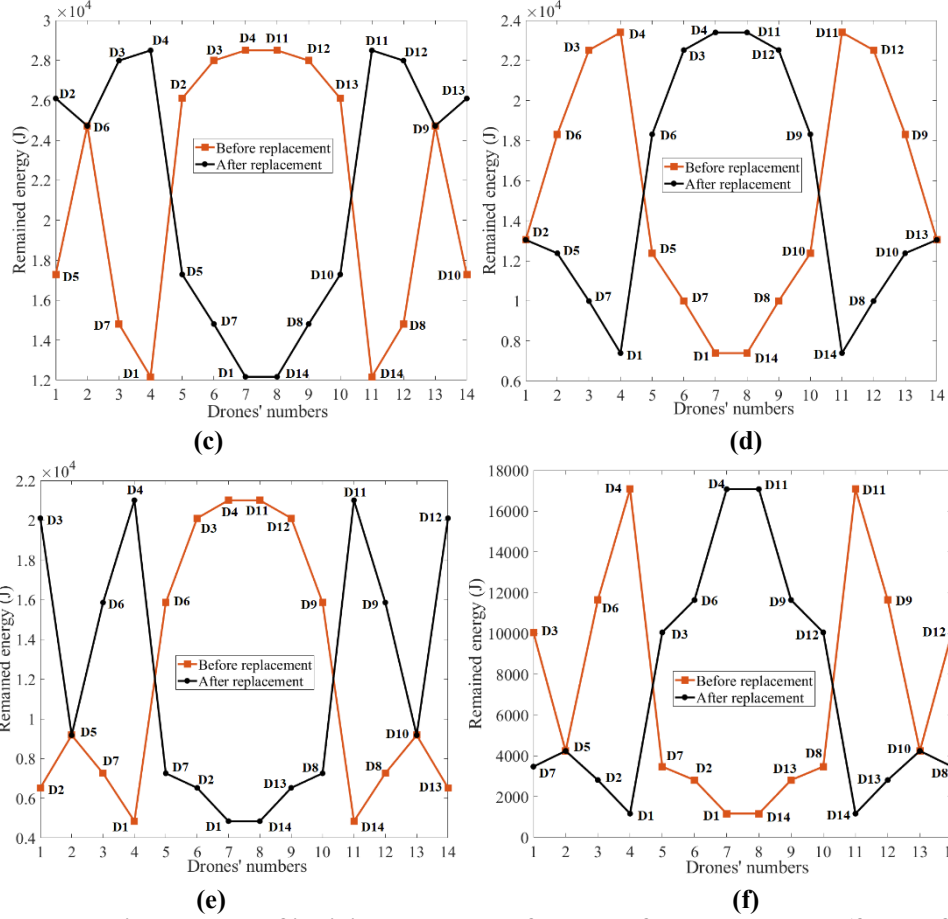 ×10⁴
3
2.8
2.6
2.4
2.2
2
1.8
1.6
1.4
1.2
Remained energy (J)
D2
D3
D4
D6
D5
D7
D1
D2
D3
D4
D11
D12
D13
D5
D7
D1
D8
D14
D10
D11
D12
D13
D9
D10
D8
D14
Before replacement
After replacement
1 2 3 4 5 6 7 8 9 10 11 12 13 14
Drones' numbers
(c)
×10⁴
2.4
2.2
2
1.8
1.6
1.4
1.2
1
0.8
0.6
Remained energy (J)
D3
D4
D6
D2
D5
D7
D1
D4
D11
D3
D12
D6
D9
D5
D7
D1
D10
D8
D14
D11
D12
D9
D13
D10
D8
D14
Before replacement
After replacement
1 2 3 4 5 6 7 8 9 10 11 12 13 14
Drones' numbers
(d)
×10⁴
2.2
2
1.8
1.6
1.4
1.2
1
0.8
0.6
0.4
Remained energy (J)
D3
D4
D6
D5
D7
D2
D1
D4
D11
D3
D12
D6
D9
D7
D2
D1
D8
D13
D14
D11
D12
D9
D10
D8
D13
D14
Before replacement
After replacement
1 2 3 4 5 6 7 8 9 10 11 12 13 14
Drones' numbers
(e)
18000
16000
14000
12000
10000
8000
6000
4000
2000
0
Remained energy (J)
D4
D3
D6
D5
D7
D2
D1
D4
D11
D6
D9
D3
D12
D7
D2
D1
D8
D13
D14
D11
D9
D12
D10
D13
D8
D14
Before replacement
After replacement
1 2 3 4 5 6 7 8 9 10 11 12 13
Drones' numbers
(f)